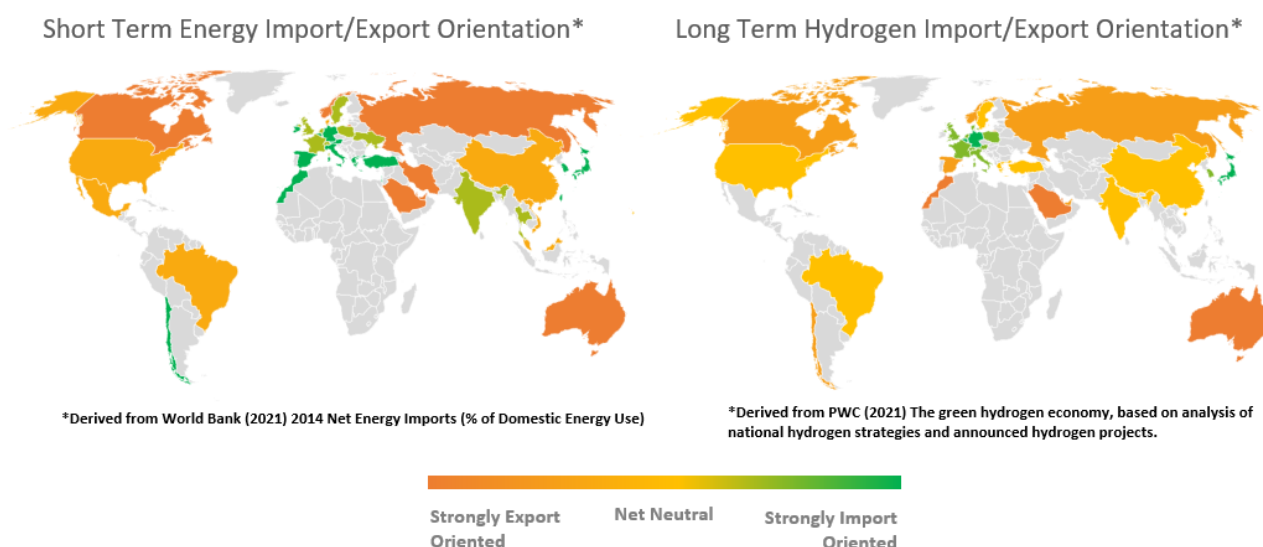 Short Term Energy Import/Export Orientation*
Long Term Hydrogen Import/Export Orientation*
*Derived from World Bank (2021) 2014 Net Energy Imports (% of Domestic Energy Use)
*Derived from PWC (2021) The green hydrogen economy, based on analysis of
national hydrogen strategies and announced hydrogen projects.
Strongly Export
Oriented
Net Neutral
Strongly Import
Oriented